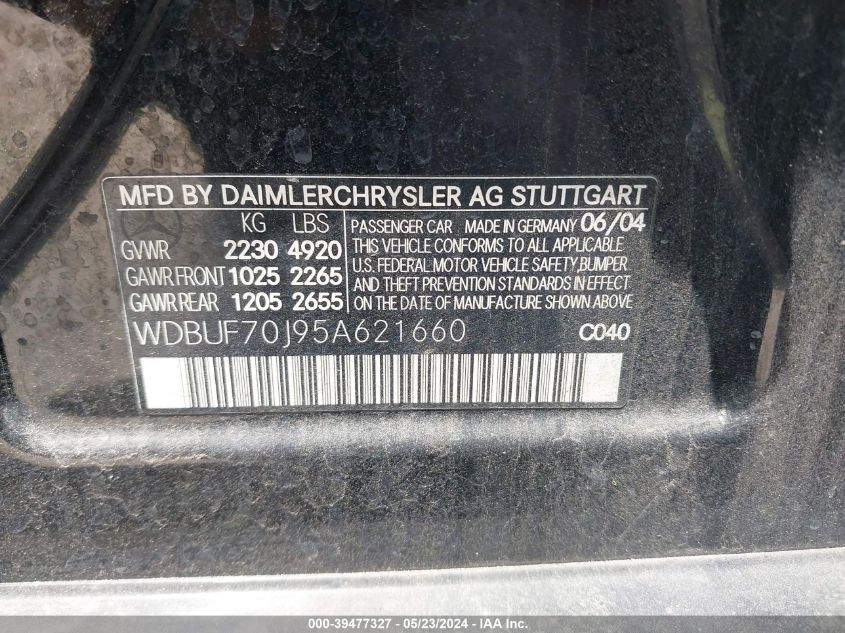 MFD BY DAIMLERCHRYSLER AG STUTTGART
KG LBS
GVWR 2230 4920
GAWR FRONT 1025 2265
GAWR REAR 1205 2655
PASSENGER CAR MADE IN GERMANY 06/04
THIS VEHICLE CONFORMS TO ALL APPLICABLE
U.S. FEDERAL MOTOR VEHICLE SAFETY, BUMPER
AND THEFT PREVENTION STANDARDS IN EFFECT
ON THE DATE OF MANUFACTURE SHOWN ABOVE
WDBUF70J95A621660 C040
000-39477327 - 05/23/2024 - IAA Inc.